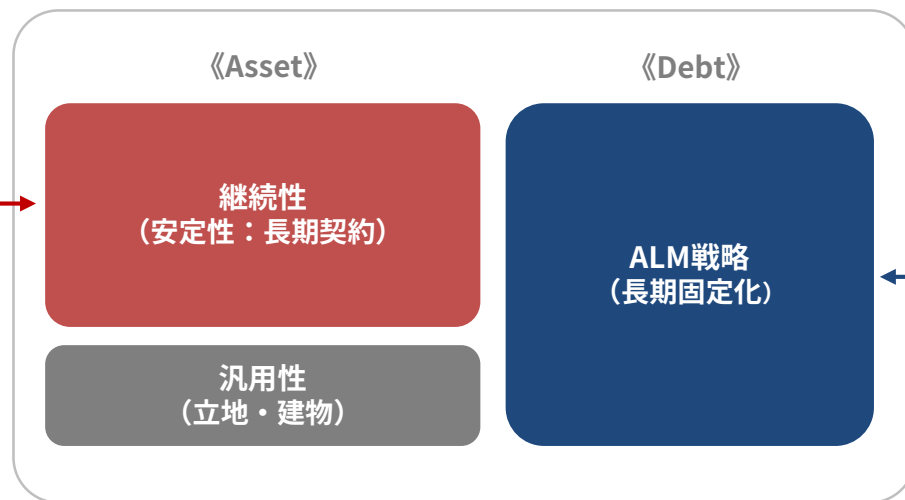 《Asset》
継続性
（安定性：長期契約）
汎用性
（立地・建物）
《Debt》
ALM戦略
（長期固定化）